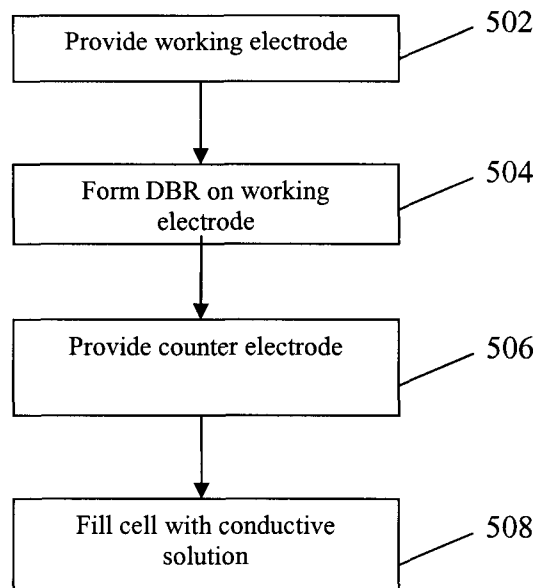 Provide working electrode
502
Form DBR on working
electrode
504
Provide counter electrode
506
Fill cell with conductive
solution
508